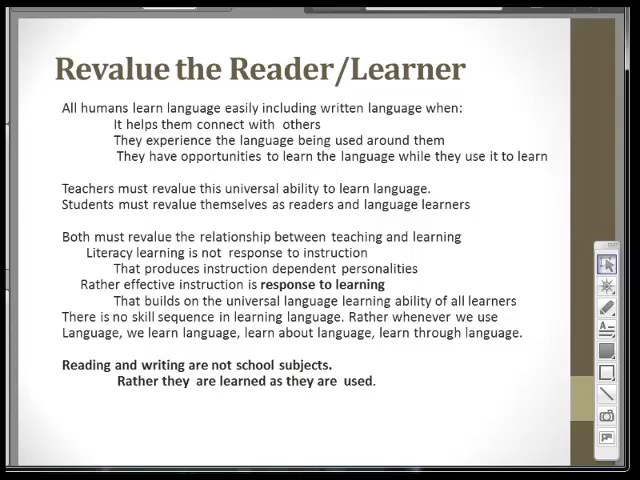 Revalue the Reader/Learner
All humans learn language easily including written language when:
It helps them connect with others
They experience the language being used around them
They have opportunities to learn the language while they use it to learn
Teachers must revalue this universal ability to learn language.
Students must revalue themselves as readers and language learners
Both must revalue the relationship between teaching and learning
Literacy learning is not response to instruction
That produces instruction dependent personalities
Rather effective instruction is response to learning
That builds on the universal language learning ability of all learners
There is no skill sequence in learning language. Rather whenever we use
Language, we learn language, learn about language, learn through language.
Reading and writing are not school subjects.
Rather they are learned as they are used.